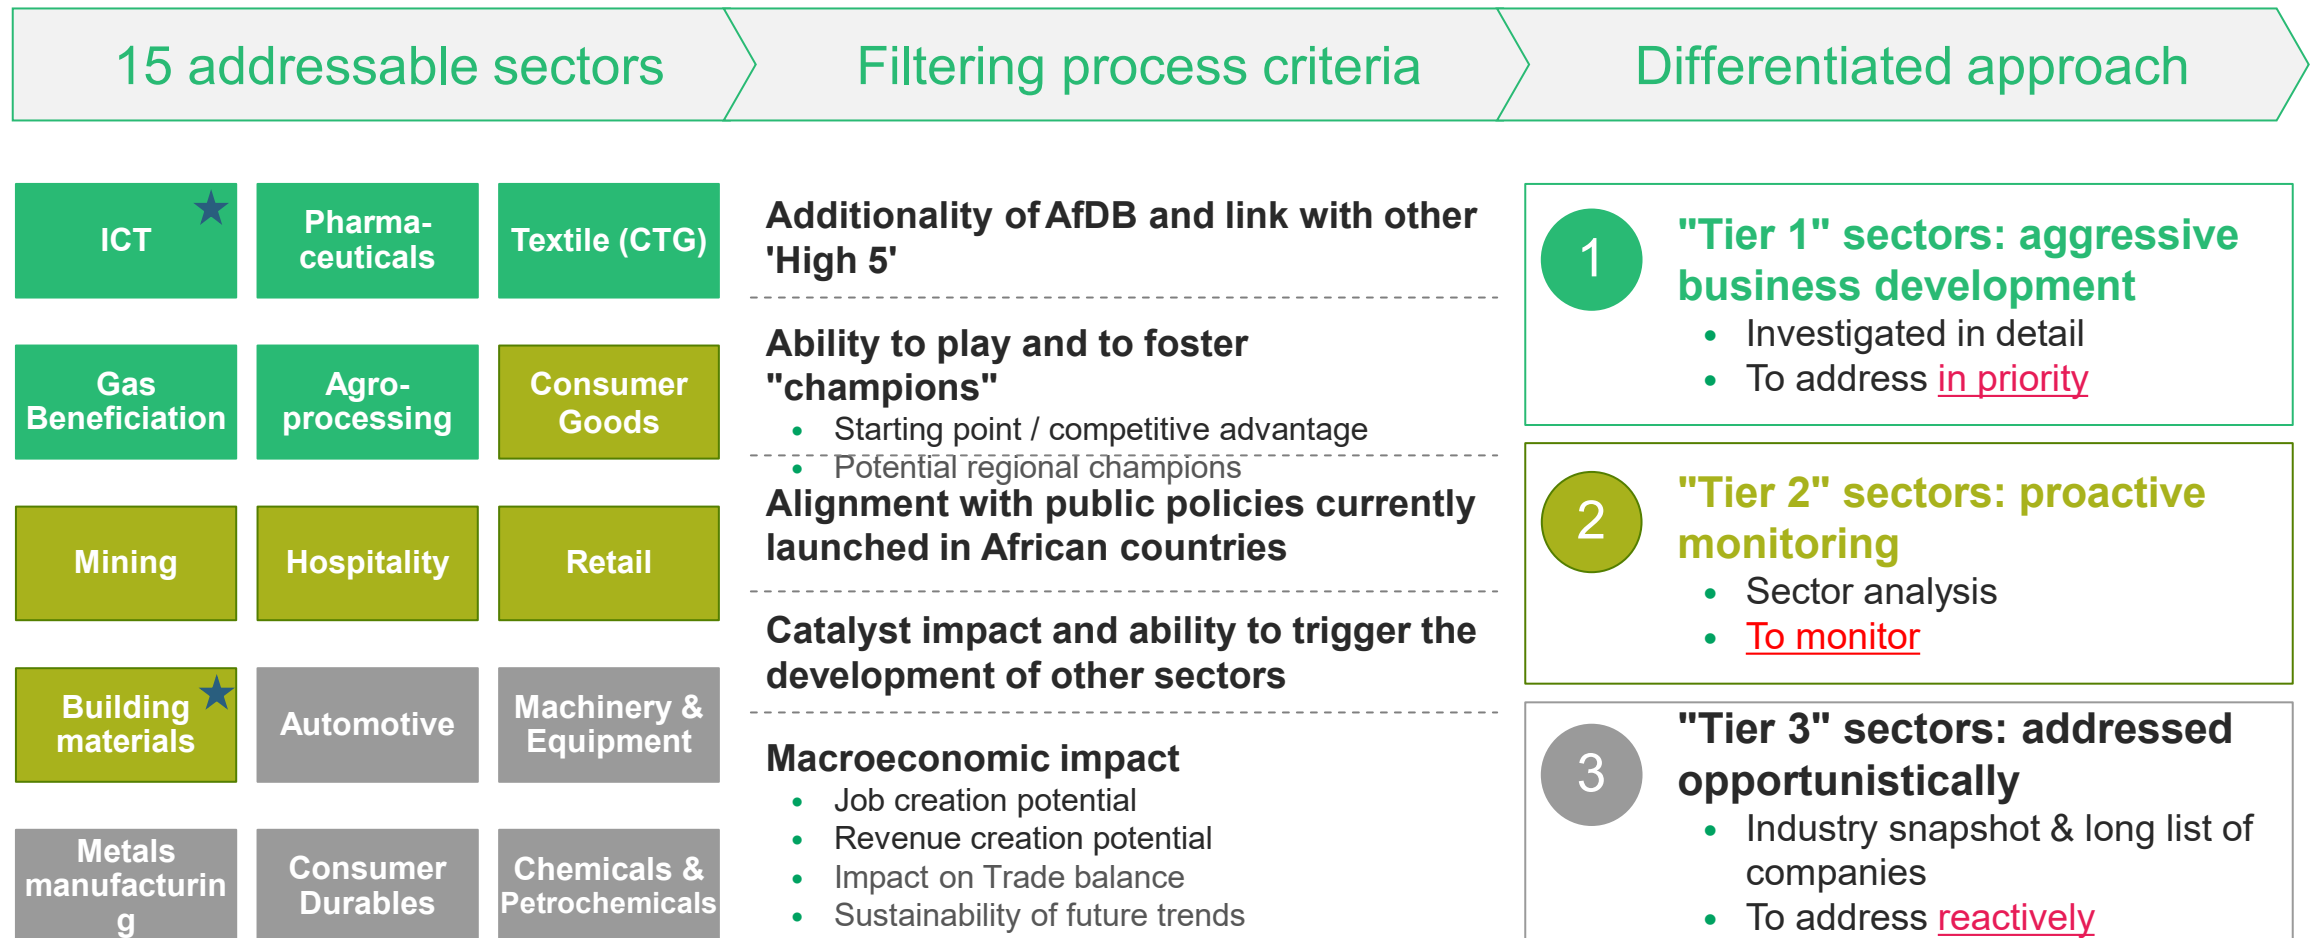 15 addressable sectors
Filtering process criteria
Differentiated approach
ICT
Pharma-
ceuticals
Textile (CTG)
Gas
Beneficiation
Agro-
processing
Consumer
Goods
Mining
Hospitality
Retail
Building
materials
Automotive
Machinery &
Equipment
Metals
manufacturin
g
Consumer
Durables
Chemicals &
Petrochemicals
Additionality of AfDB and link with other
'High 5'
Ability to play and to foster
"champions"
• Starting point / competitive advantage
• Potential regional champions
Alignment with public policies currently
launched in African countries
Catalyst impact and ability to trigger the
development of other sectors
Macroeconomic impact
• Job creation potential
• Revenue creation potential
• Impact on Trade balance
• Sustainability of future trends
1
"Tier 1" sectors: aggressive
business development
• Investigated in detail
• To address in priority
2
"Tier 2" sectors: proactive
monitoring
• Sector analysis
• To monitor
3
"Tier 3" sectors: addressed
opportunistically
• Industry snapshot & long list of
companies
• To address reactively